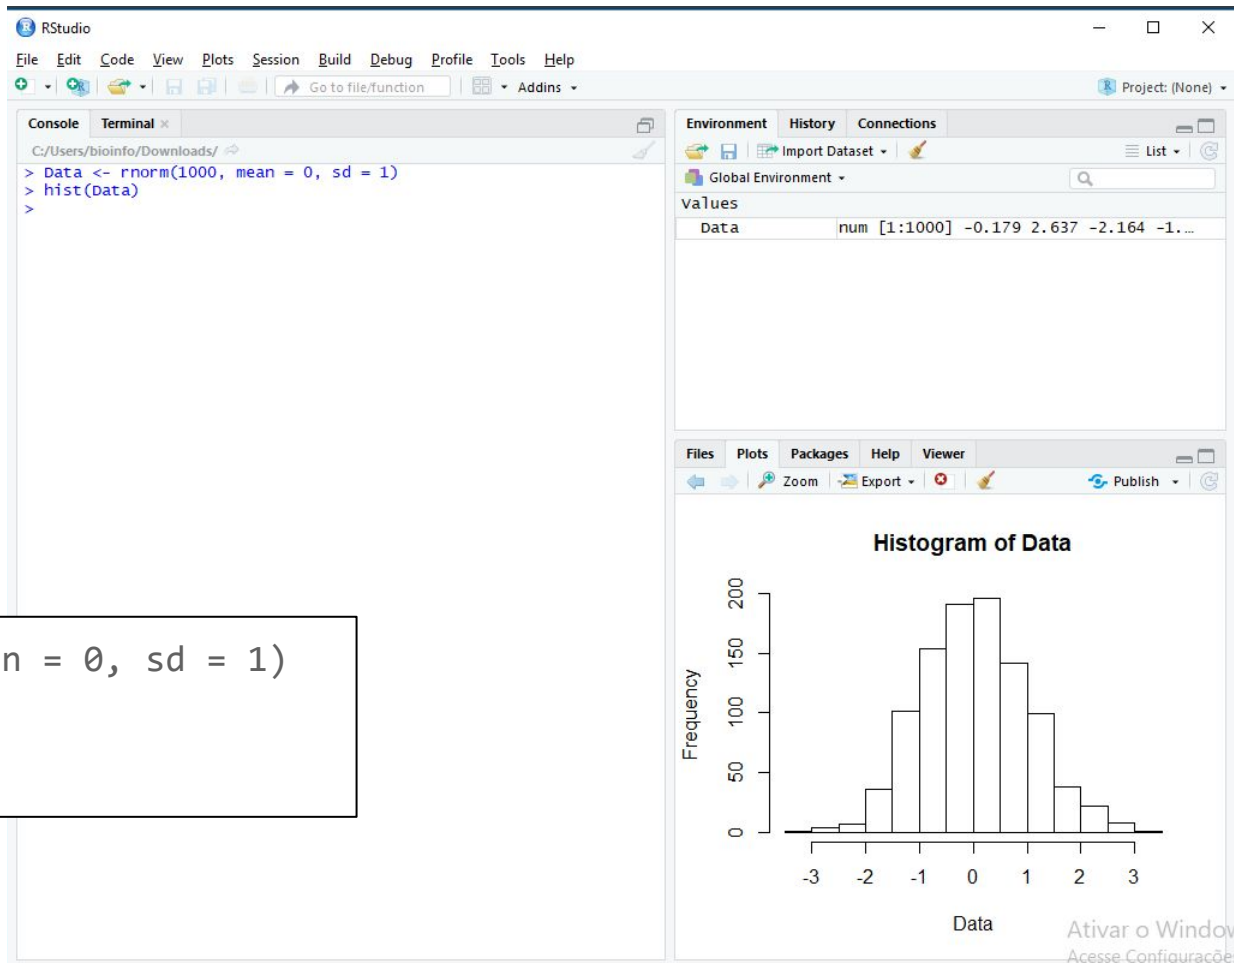 RStudio
File Edit Code View Plots Session Build Debug Profile Tools Help
Go to file/function Addins Project: (None)
Console Terminal
C:/Users/bioinfo/Downloads/
> Data <- rnorm(1000, mean = 0, sd = 1)
> hist(Data)
>
n = 0, sd = 1)
Environment History Connections
Import Dataset List
Global Environment
Values
Data num [1:1000] -0.179 2.637 -2.164 -1.…
Files Plots Packages Help Viewer
Zoom Export Publish
Histogram of Data
Frequency
200
150
100
50
0
-3 -2 -1 0 1 2 3
Data
Ativar o Window
Acesse Configuraçõe